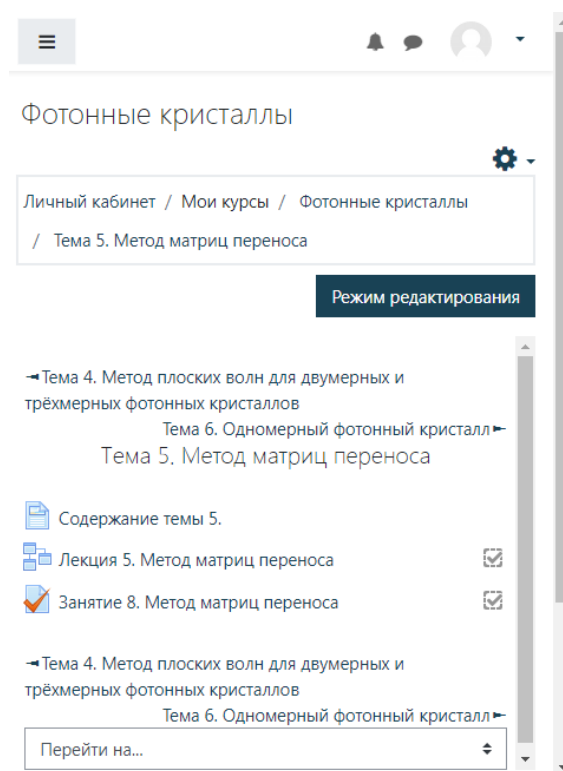 Фотонные кристаллы
Личный кабинет / Мои курсы / Фотонные кристаллы
/ Тема 5. Метод матриц переноса
Режим редактирования
Тема 4. Метод плоских волн для двумерных и
трёхмерных фотонных кристаллов
Тема 6. Одномерный фотонный кристалл
Тема 5. Метод матриц переноса
Содержание темы 5.
Лекция 5. Метод матриц переноса
Занятие 8. Метод матриц переноса
Тема 4. Метод плоских волн для двумерных и
трёхмерных фотонных кристаллов
Тема 6. Одномерный фотонный кристалл
Перейти на...